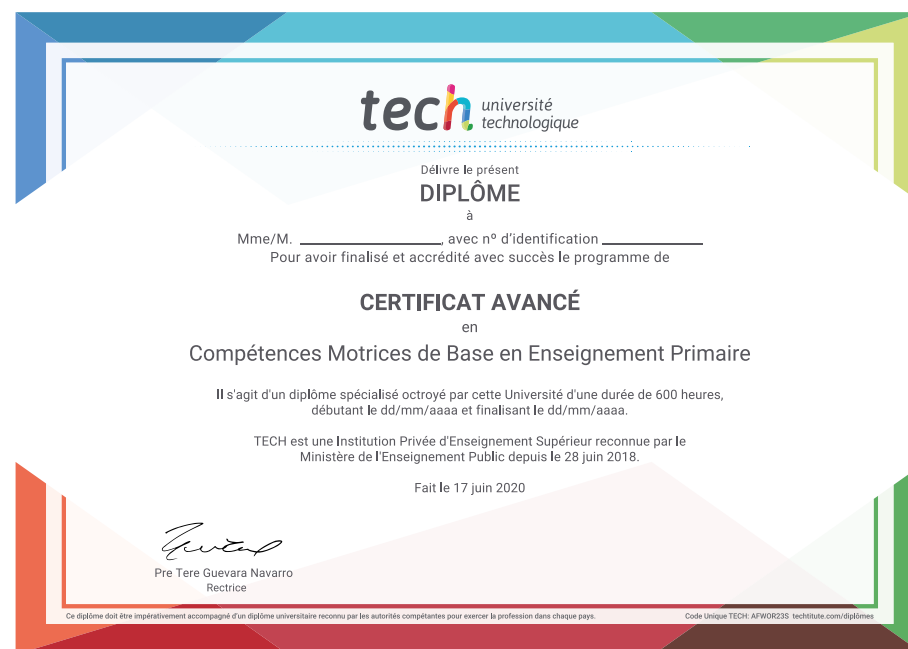 tech université
technologique
Délivre le présent
DIPLÔME
à
Mme/M. ____________________, avec nº d'identification ______________
Pour avoir finalisé et accrédité avec succès le programme de
CERTIFICAT AVANCÉ
en
Compétences Motrices de Base en Enseignement Primaire
Il s'agit d'un diplôme spécialisé octroyé par cette Université d'une durée de 600 heures,
débutant le dd/mm/aaaa et finalisant le dd/mm/aaaa.
TECH est une Institution Privée d'Enseignement Supérieur reconnue par le
Ministère de l'Enseignement Public depuis le 28 juin 2018.
Fait le 17 juin 2020
Pre Tere Guevara Navarro
Rectrice
Ce diplôme doit être impérativement accompagné d'un diplôme universitaire reconnu par les autorités compétentes pour exercer la profession dans chaque pays.
Code Unique TECH: AFWOR23S techtitute.com/diplômes